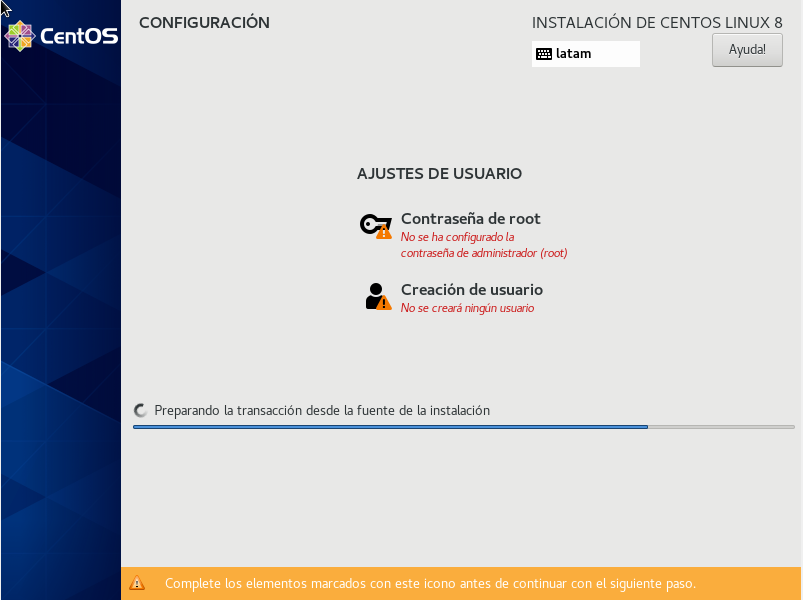 CentOS
CONFIGURACIÓN
INSTALACIÓN DE CENTOS LINUX 8
latam
Ayuda!
AJUSTES DE USUARIO
Contraseña de root
No se ha configurado la
contraseña de administrador (root)
Creación de usuario
No se creará ningún usuario
Preparando la transacción desde la fuente de la instalación
Complete los elementos marcados con este icono antes de continuar con el siguiente paso.